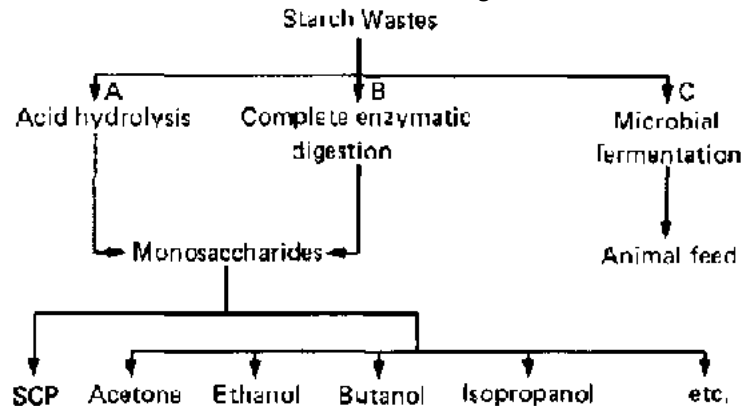 Starch Wastes
A B C
Acid hydrolysis Complete enzymatic Microbial
digestion fermentation
Monosaccharides Animal feed
SCP Acetone Ethanol Butanol Isopropanol etc.